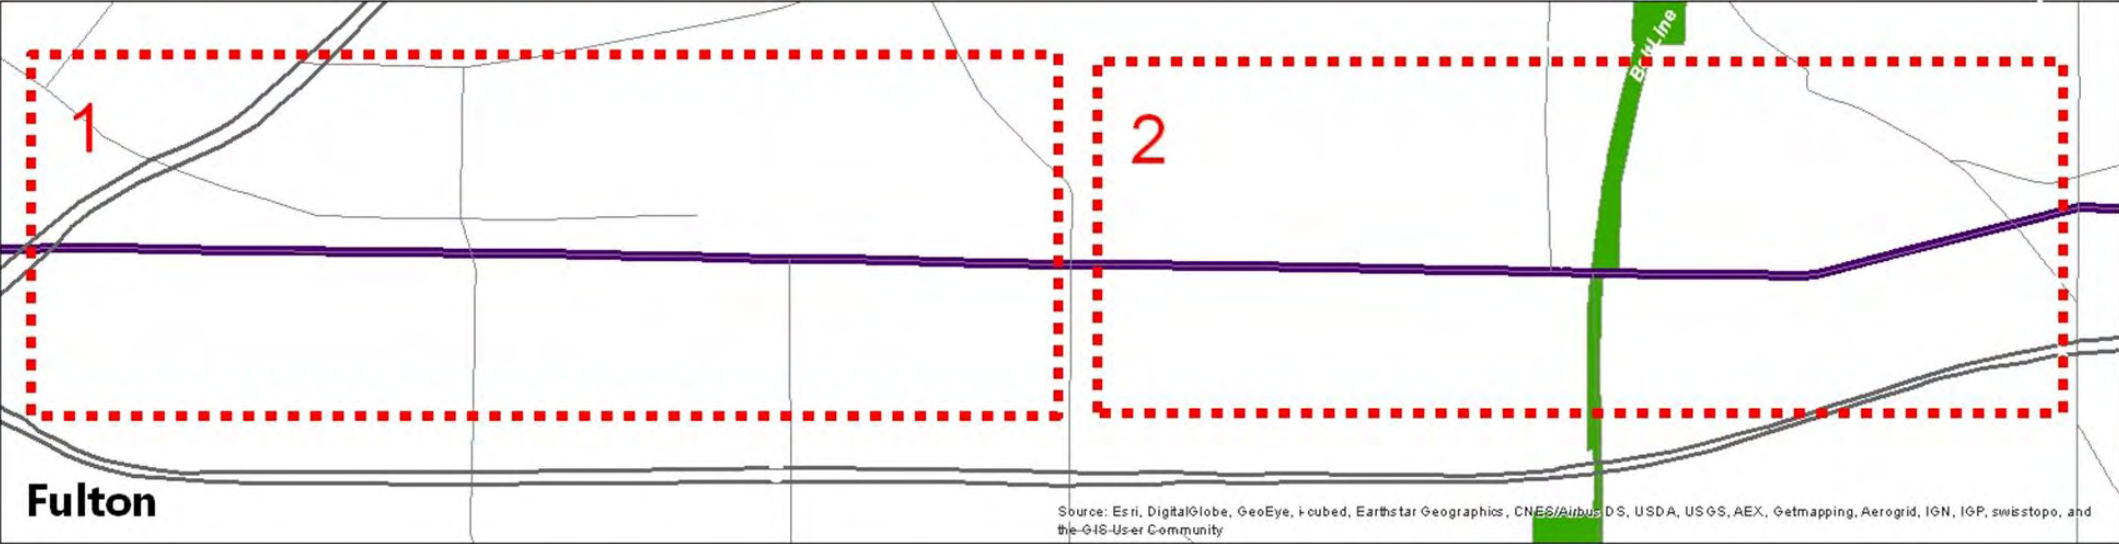 BeltLine
1
2
Fulton
Source: Esri, DigitalGlobe, GeoEye, i-cubed, Earthstar Geographics, CNES/Airbus DS, USDA, USGS, AEX, Getmapping, Aerogrid, IGN, IGP, swisstopo, and
the GIS User Community